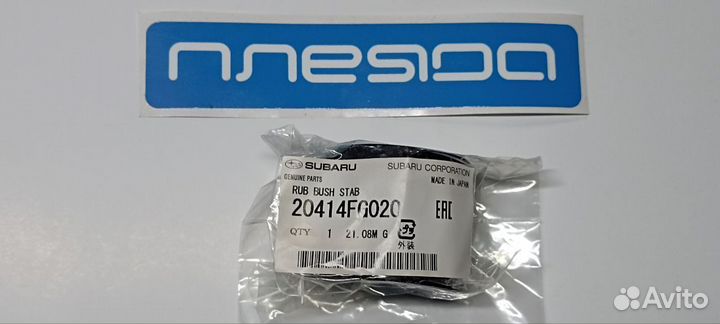 плеяда
SUBARU SUBARU CORPORATION
GENUINE PARTS MADE IN JAPAN
RUB BUSH STAB
20414FG020 EAC
QTY 1 21.08M G
外装
Avito